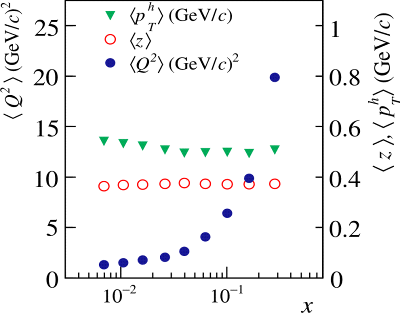 ⟨Q²⟩ (GeV/c)²
25
20
15
10
5
0
⟨p_T^h⟩ (GeV/c)
⟨z⟩
⟨Q²⟩ (GeV/c)²
1
0.8
0.6
0.4
0.2
0
⟨z⟩, ⟨p_T^h⟩ (GeV/c)
10⁻²
10⁻¹
x